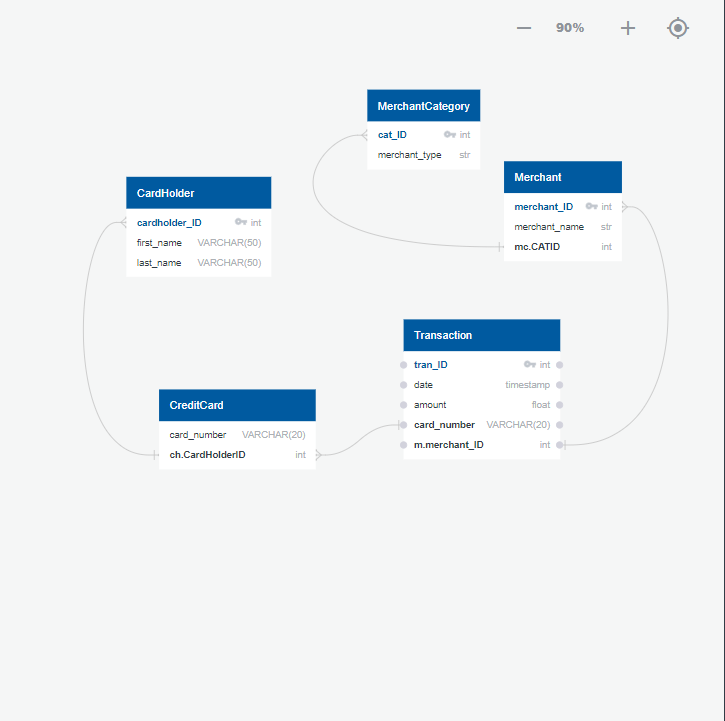 90%
MerchantCategory
cat_ID int
merchant_type str
Merchant
merchant_ID int
merchant_name str
mc.CATID int
CardHolder
cardholder_ID int
first_name VARCHAR(50)
last_name VARCHAR(50)
Transaction
tran_ID int
date timestamp
amount float
card_number VARCHAR(20)
m.merchant_ID int
CreditCard
card_number VARCHAR(20)
ch.CardHolderID int